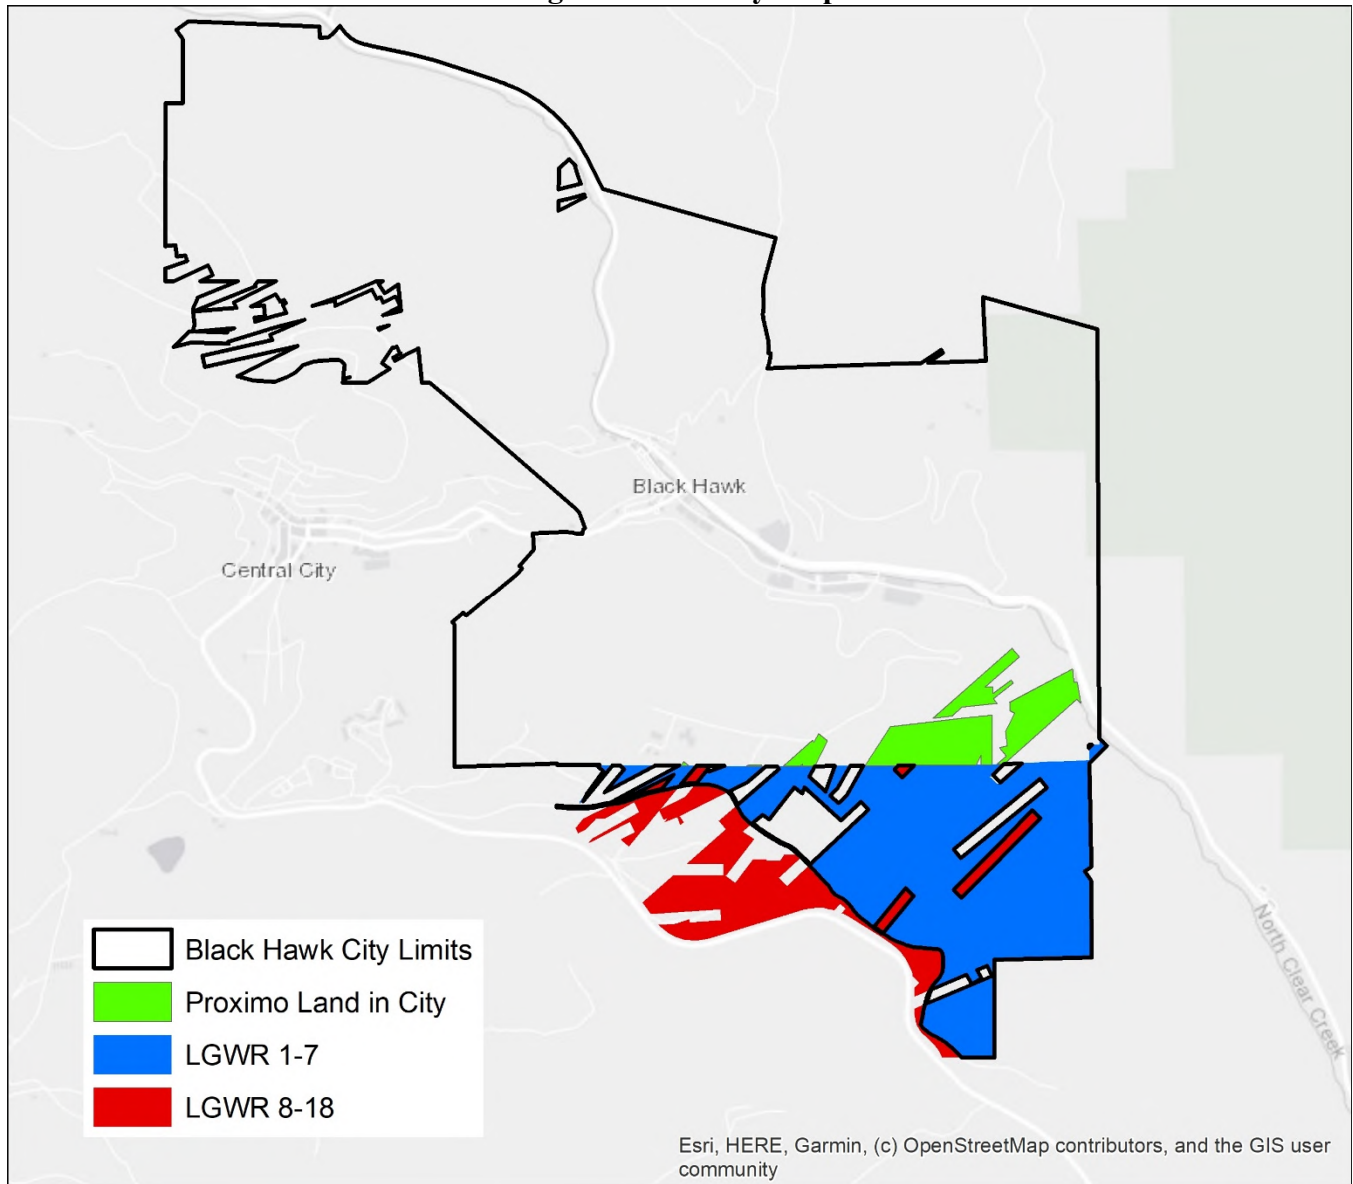 Black Hawk
Central City
North Clear Creek
Black Hawk City Limits
Proximo Land in City
LGWR 1-7
LGWR 8-18
Esri, HERE, Garmin, (c) OpenStreetMap contributors, and the GIS user
community